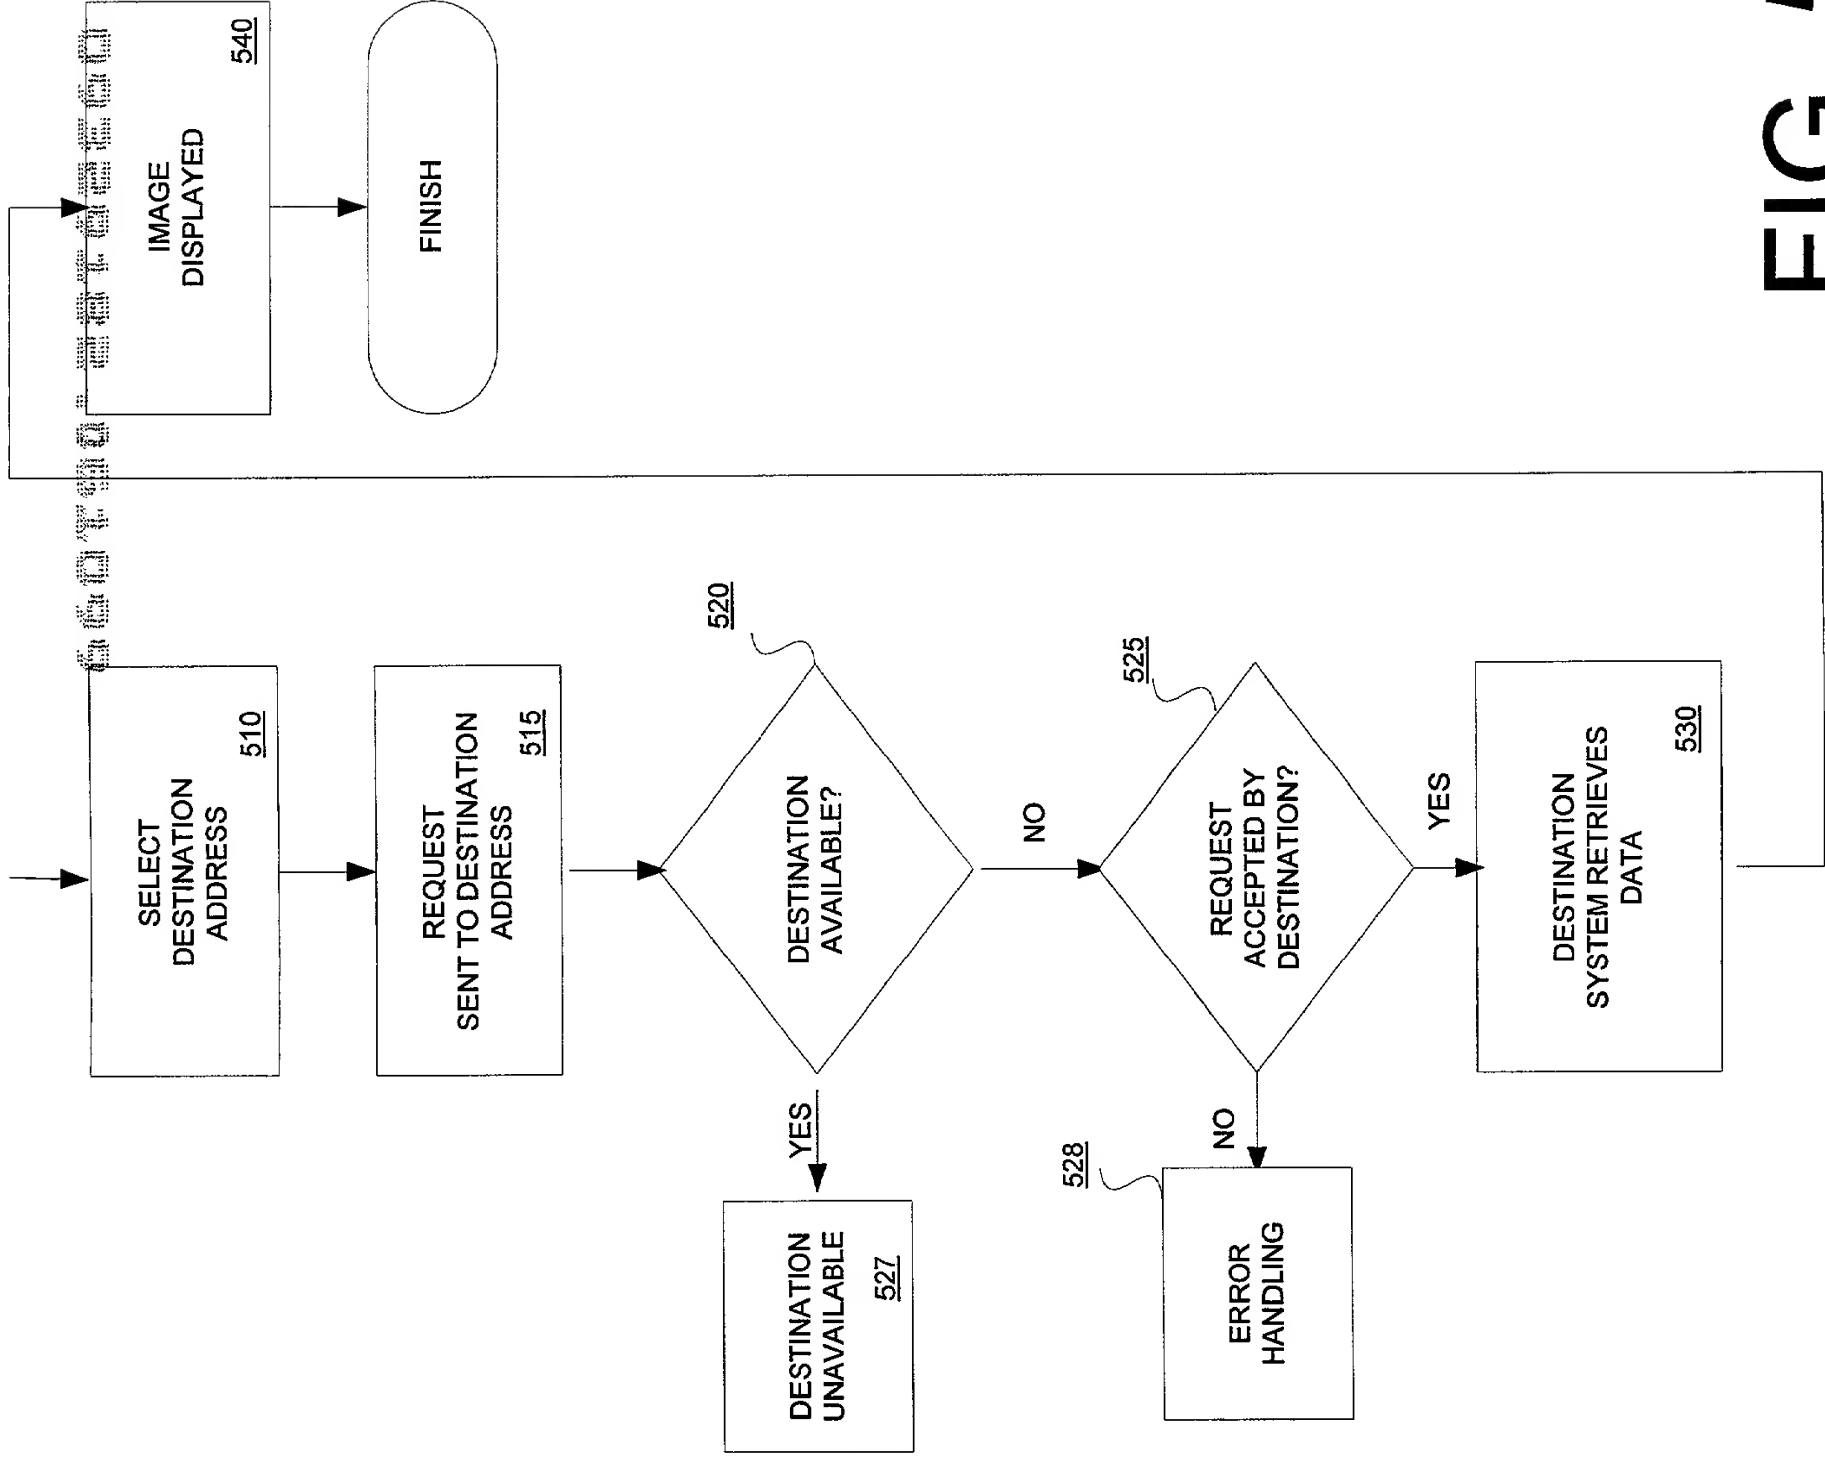 SELECT
DESTINATION
ADDRESS
510
REQUEST
SENT TO DESTINATION
ADDRESS
515
DESTINATION
AVAILABLE?
520
YES
DESTINATION
UNAVAILABLE
527
NO
REQUEST
ACCEPTED BY
DESTINATION?
525
NO
ERROR
HANDLING
528
YES
DESTINATION
SYSTEM RETRIEVES
DATA
530
IMAGE
DISPLAYED
540
FINISH
FIG